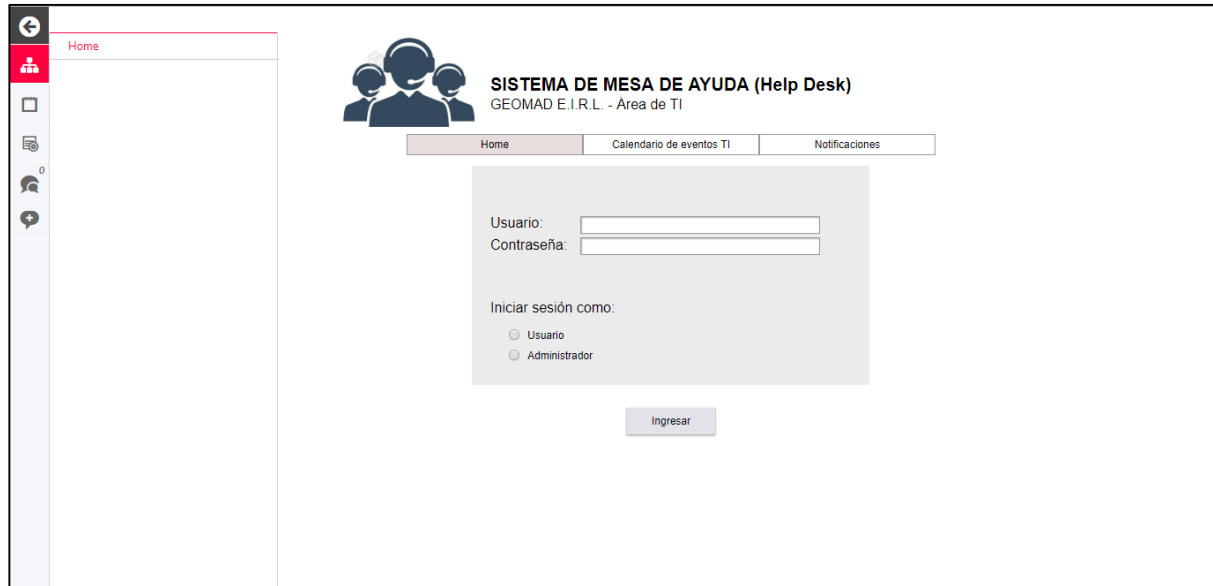 Home
0
SISTEMA DE MESA DE AYUDA (Help Desk)
GEOMAD E.I.R.L. - Área de TI
Home Calendario de eventos TI Notificaciones
Usuario:
Contraseña:
Iniciar sesión como:
Usuario
Administrador
Ingresar